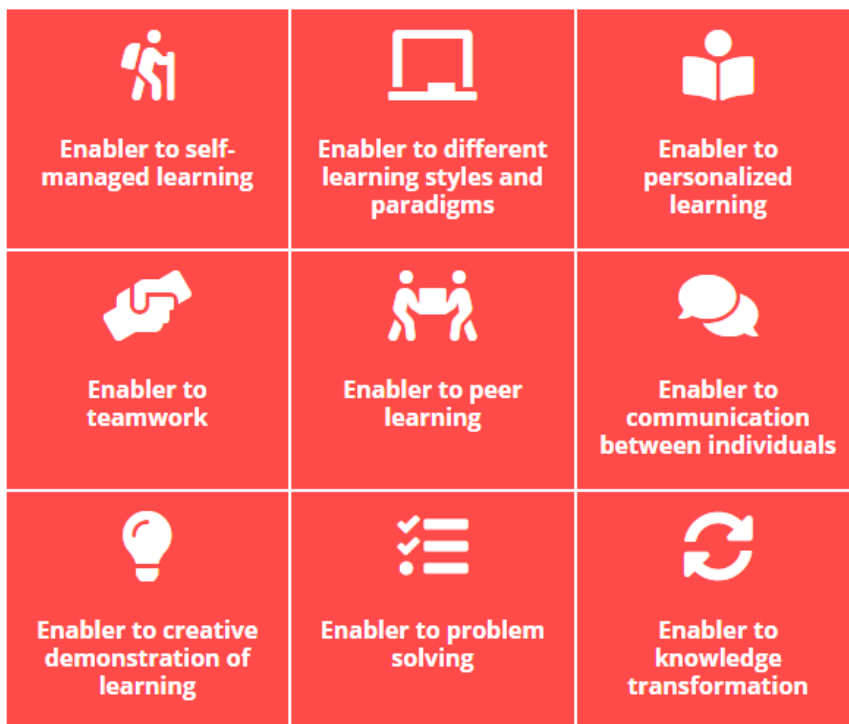 Enabler to self-
managed learning
Enabler to different
learning styles and
paradigms
Enabler to
personalized
learning
Enabler to
teamwork
Enabler to peer
learning
Enabler to
communication
between individuals
Enabler to creative
demonstration of
learning
Enabler to problem
solving
Enabler to
knowledge
transformation